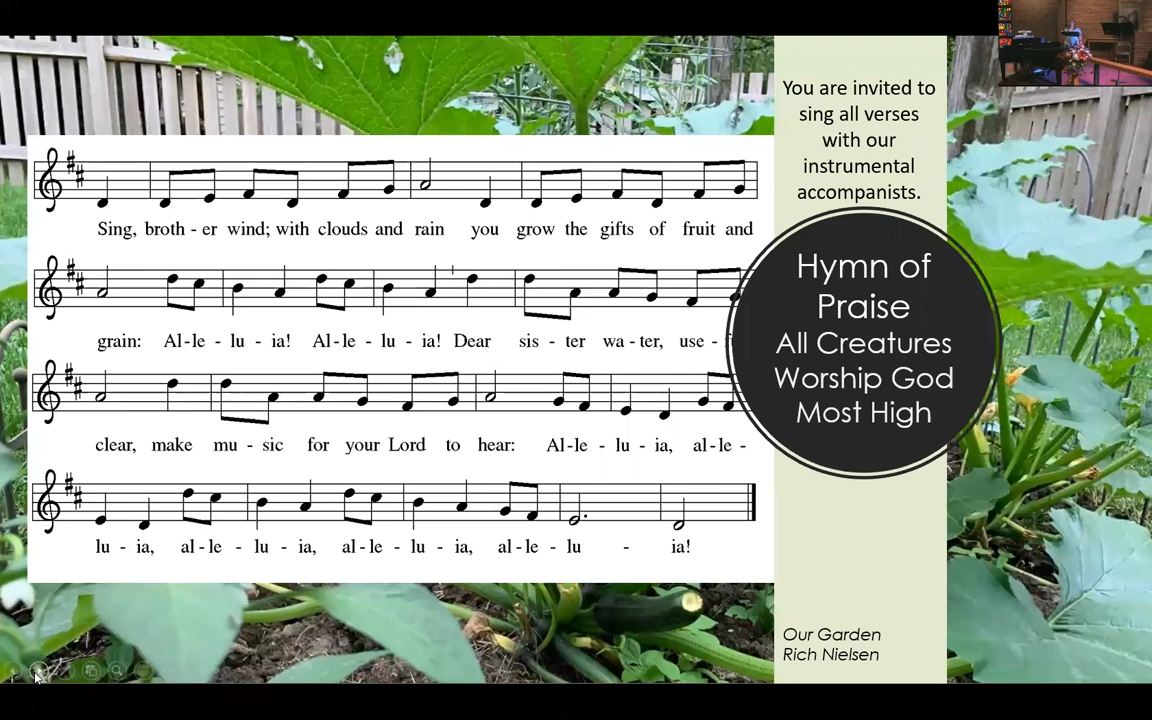 You are invited to
sing all verses
with our
instrumental
accompanists.
Hymn of
Praise
All Creatures
Worship God
Most High
Sing, broth - er wind; with clouds and rain you grow the gifts of fruit and
grain: Al-le - lu - ia! Al-le - lu - ia! Dear sis - ter wa - ter, use -
clear, make mu - sic for your Lord to hear: Al-le - lu - ia, al-le -
lu - ia, al-le - lu - ia, al-le - lu - ia, al-le - lu - ia!
Our Garden
Rich Nielsen